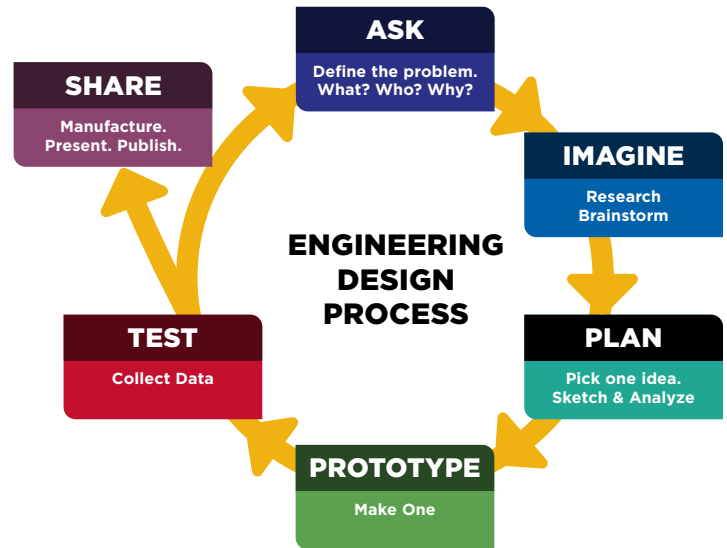 ASK
Define the problem.
What? Who? Why?
SHARE
Manufacture.
Present. Publish.
IMAGINE
Research
Brainstorm
ENGINEERING
DESIGN
PROCESS
TEST
Collect Data
PLAN
Pick one idea.
Sketch & Analyze
PROTOTYPE
Make One